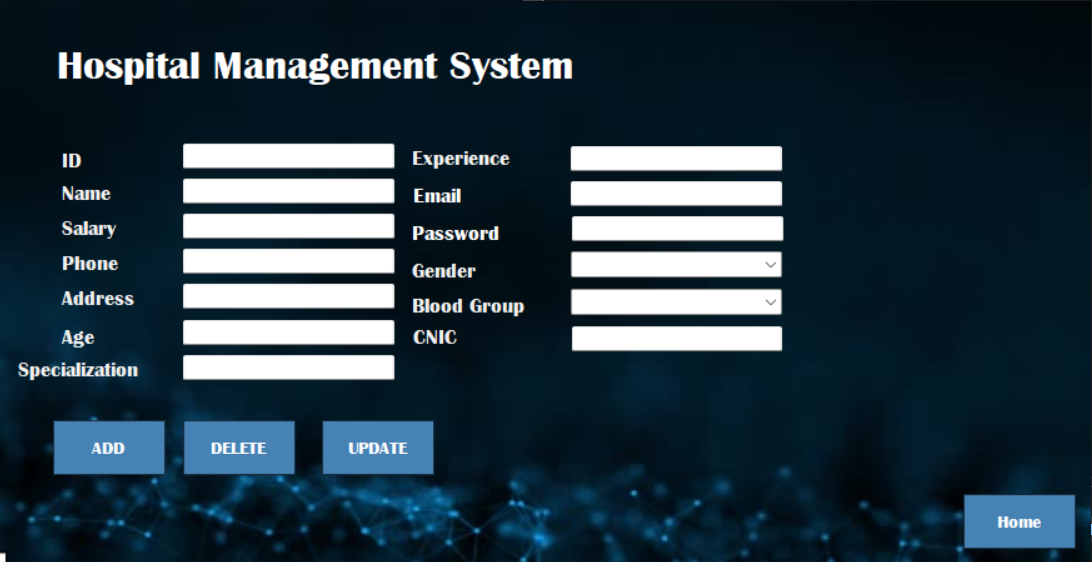 Hospital Management System
ID
Name
Salary
Phone
Address
Age
Specialization
Experience
Email
Password
Gender
Blood Group
CNIC
ADD
DELETE
UPDATE
Home